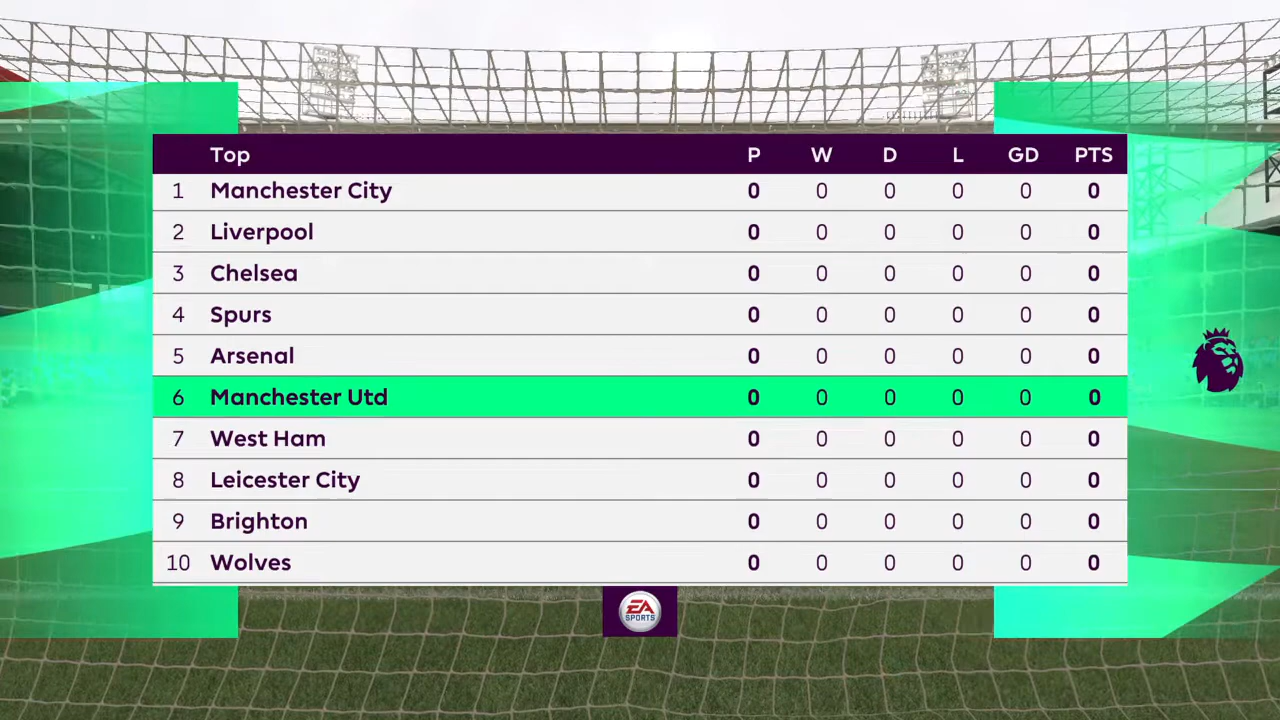 Top P W D L GD PTS
1 Manchester City 0 0 0 0 0 0
2 Liverpool 0 0 0 0 0 0
3 Chelsea 0 0 0 0 0 0
4 Spurs 0 0 0 0 0 0
5 Arsenal 0 0 0 0 0 0
6 Manchester Utd 0 0 0 0 0 0
7 West Ham 0 0 0 0 0 0
8 Leicester City 0 0 0 0 0 0
9 Brighton 0 0 0 0 0 0
10 Wolves 0 0 0 0 0 0
EA
SPORTS